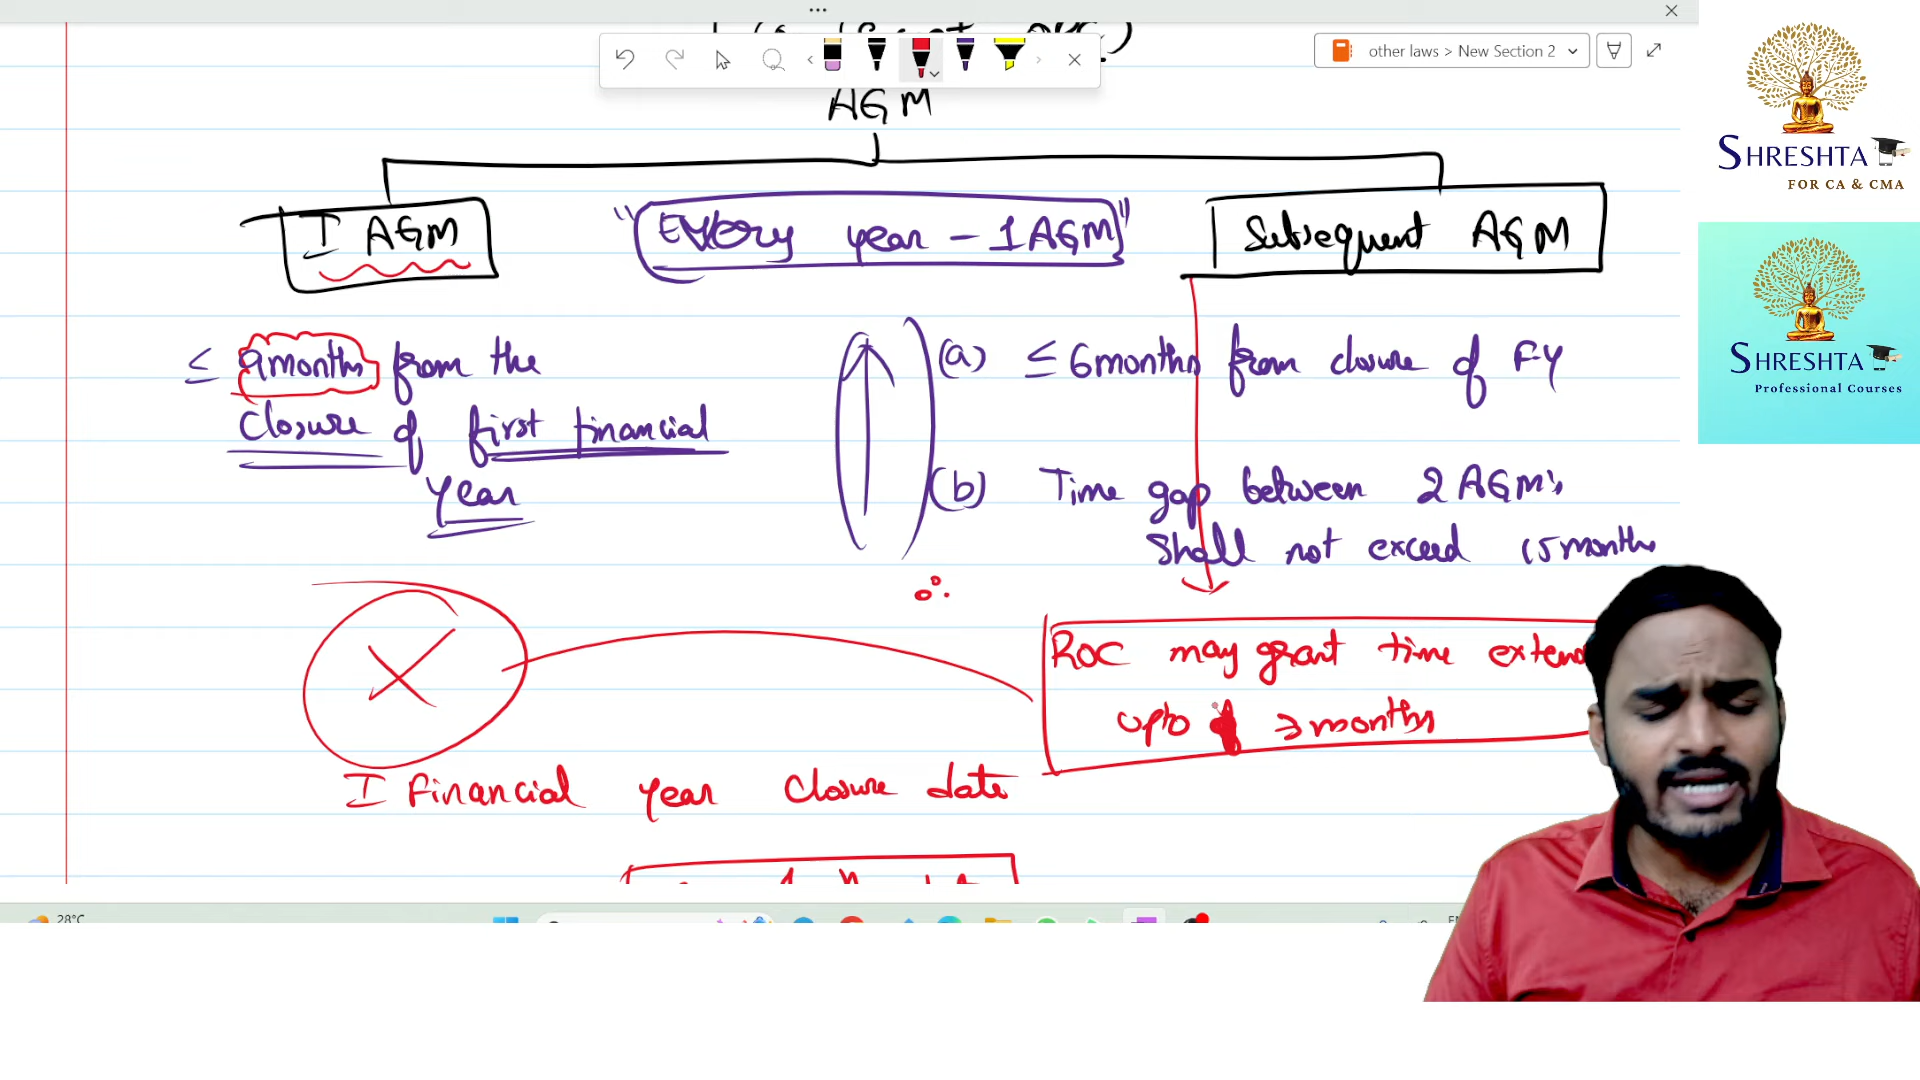 other laws > New Section 2
AGM
I AGM
"Every year - 1 AGM"
Subsequent AGM
≤ 9months from the
closure of first financial
year
(a) ≤ 6months from closure of FY
(b) Time gap between 2 AGM's
shall not exceed 15months
ROC may grant time
upto 3 months
I financial year closure date
28°C
SHRESHTA
FOR CA & CMA
SHRESHTA
Professional Courses